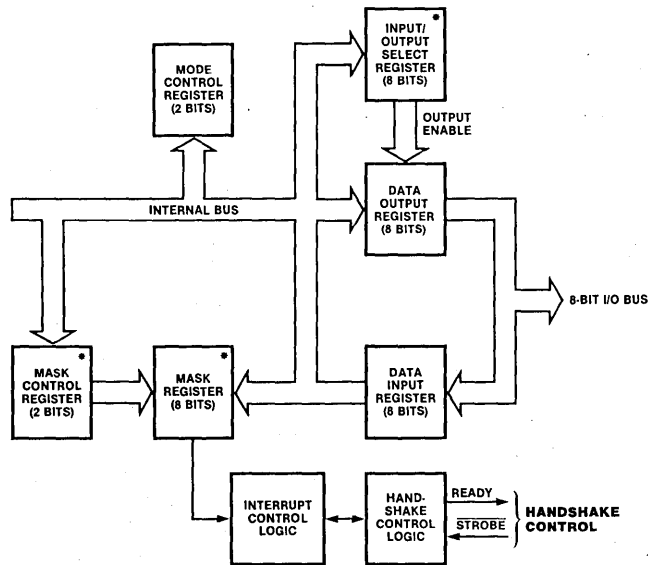 *
INPUT/
OUTPUT
SELECT
REGISTER
(8 BITS)
MODE
CONTROL
REGISTER
(2 BITS)
OUTPUT
ENABLE
DATA
OUTPUT
REGISTER
(8 BITS)
INTERNAL BUS
8-BIT I/O BUS
*
MASK
CONTROL
REGISTER
(2 BITS)
*
MASK
REGISTER
(8 BITS)
DATA
INPUT
REGISTER
(8 BITS)
INTERRUPT
CONTROL
LOGIC
HAND-
SHAKE
CONTROL
LOGIC
READY
STROBE
HANDSHAKE
CONTROL